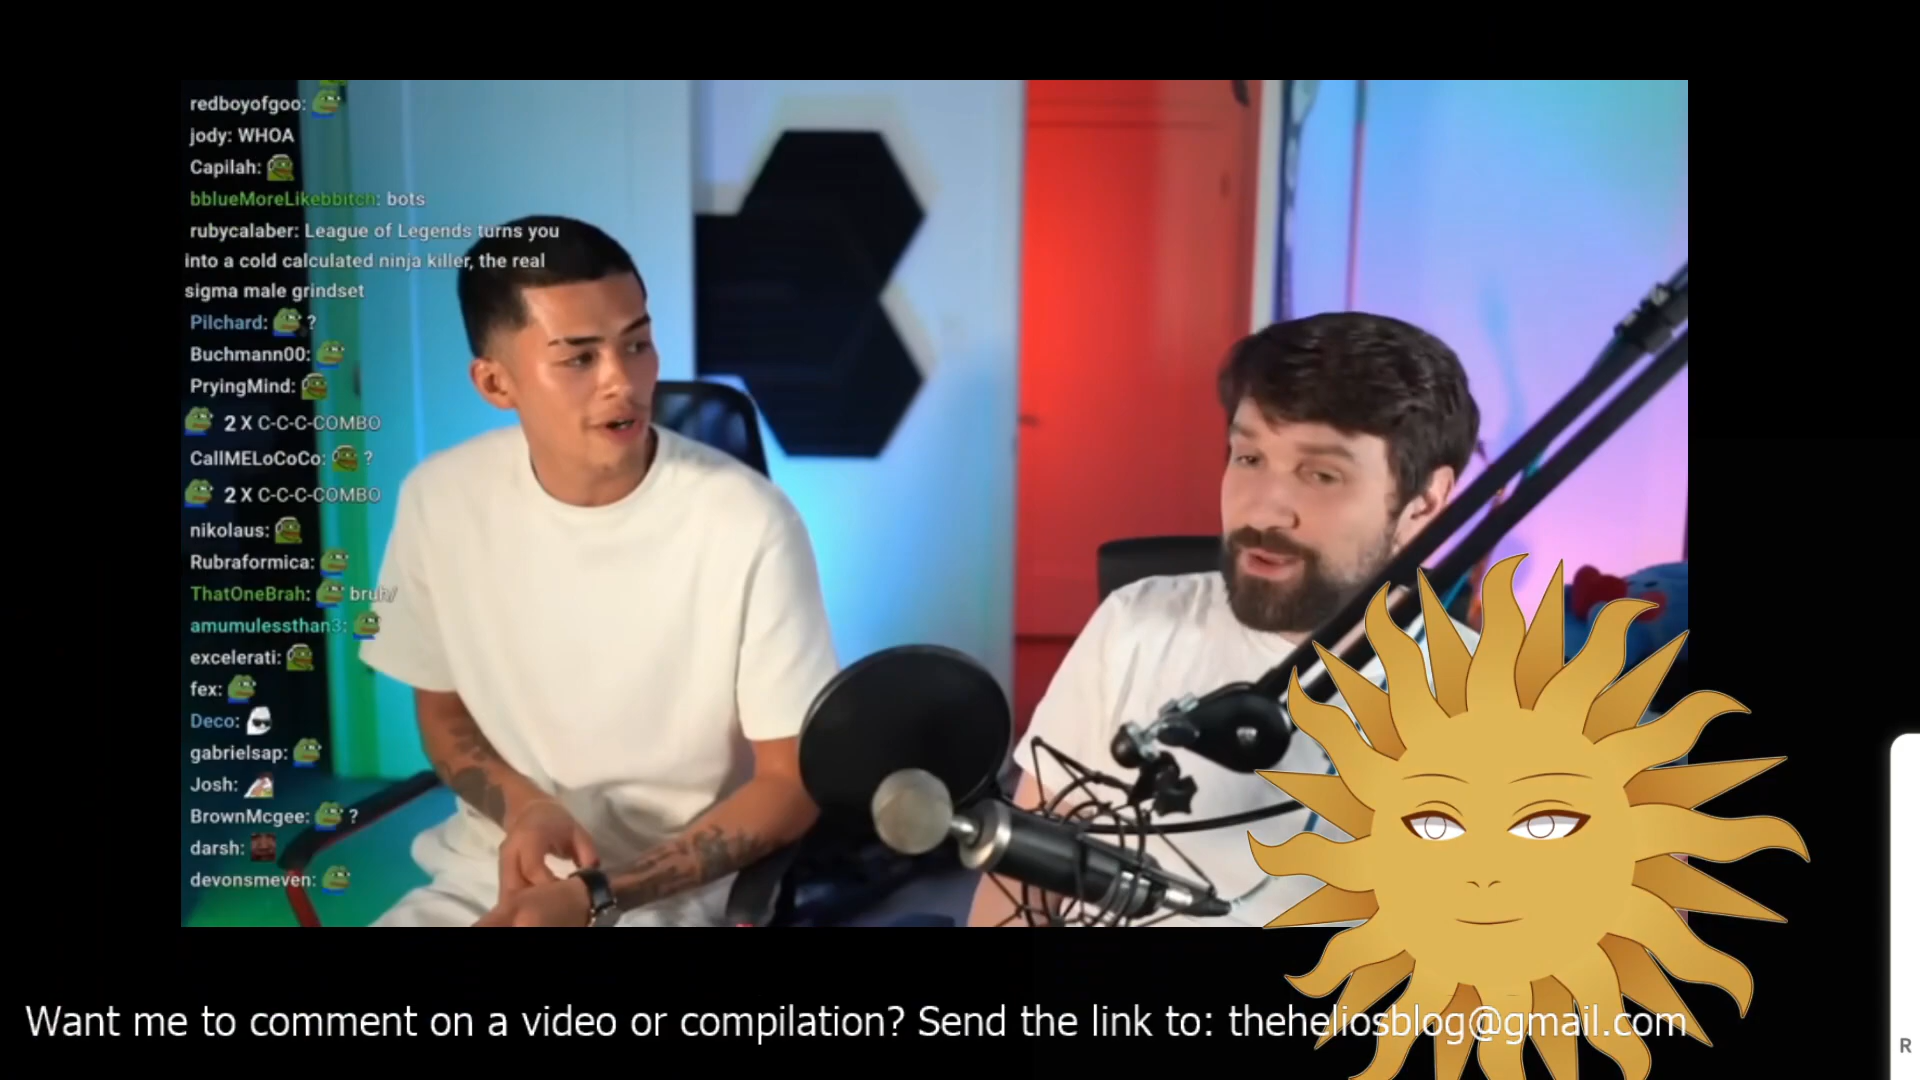 redboyofgoo:
jody: WHOA
Capilah:
bblueMoreLikebbitch: bots
rubycalaber: League of Legends turns you
into a cold calculated ninja killer, the real
sigma male grindset
Pilchard: ?
Buchmann00:
PryingMind:
2 X C-C-C-COMBO
CallMELoCoCo: ?
2 X C-C-C-COMBO
nikolaus:
Rubraformica:
ThatOneBrah: bruh/
amumulessthan3:
excelerati:
fex:
Deco:
gabrielsap:
Josh:
BrownMcgee: ?
darsh:
devonsmeven:
Want me to comment on a video or compilation? Send the link to: theheliosblog@gmail.com
R